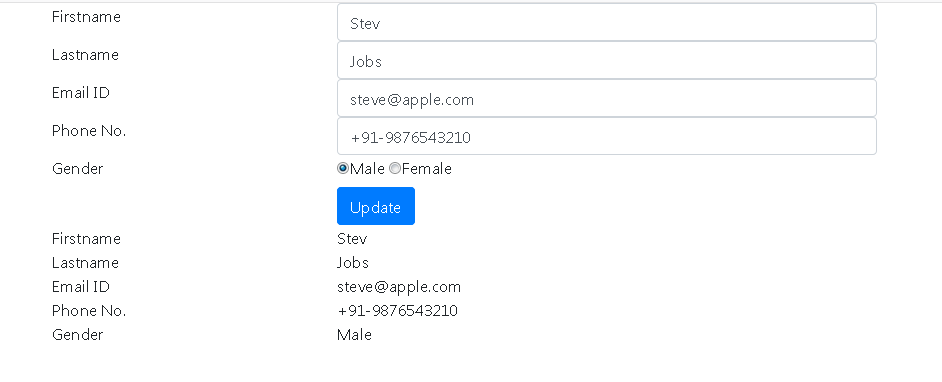 Firstname Stev
Lastname Jobs
Email ID steve@apple.com
Phone No. +91-9876543210
Gender Male Female
Update
Firstname Stev
Lastname Jobs
Email ID steve@apple.com
Phone No. +91-9876543210
Gender Male